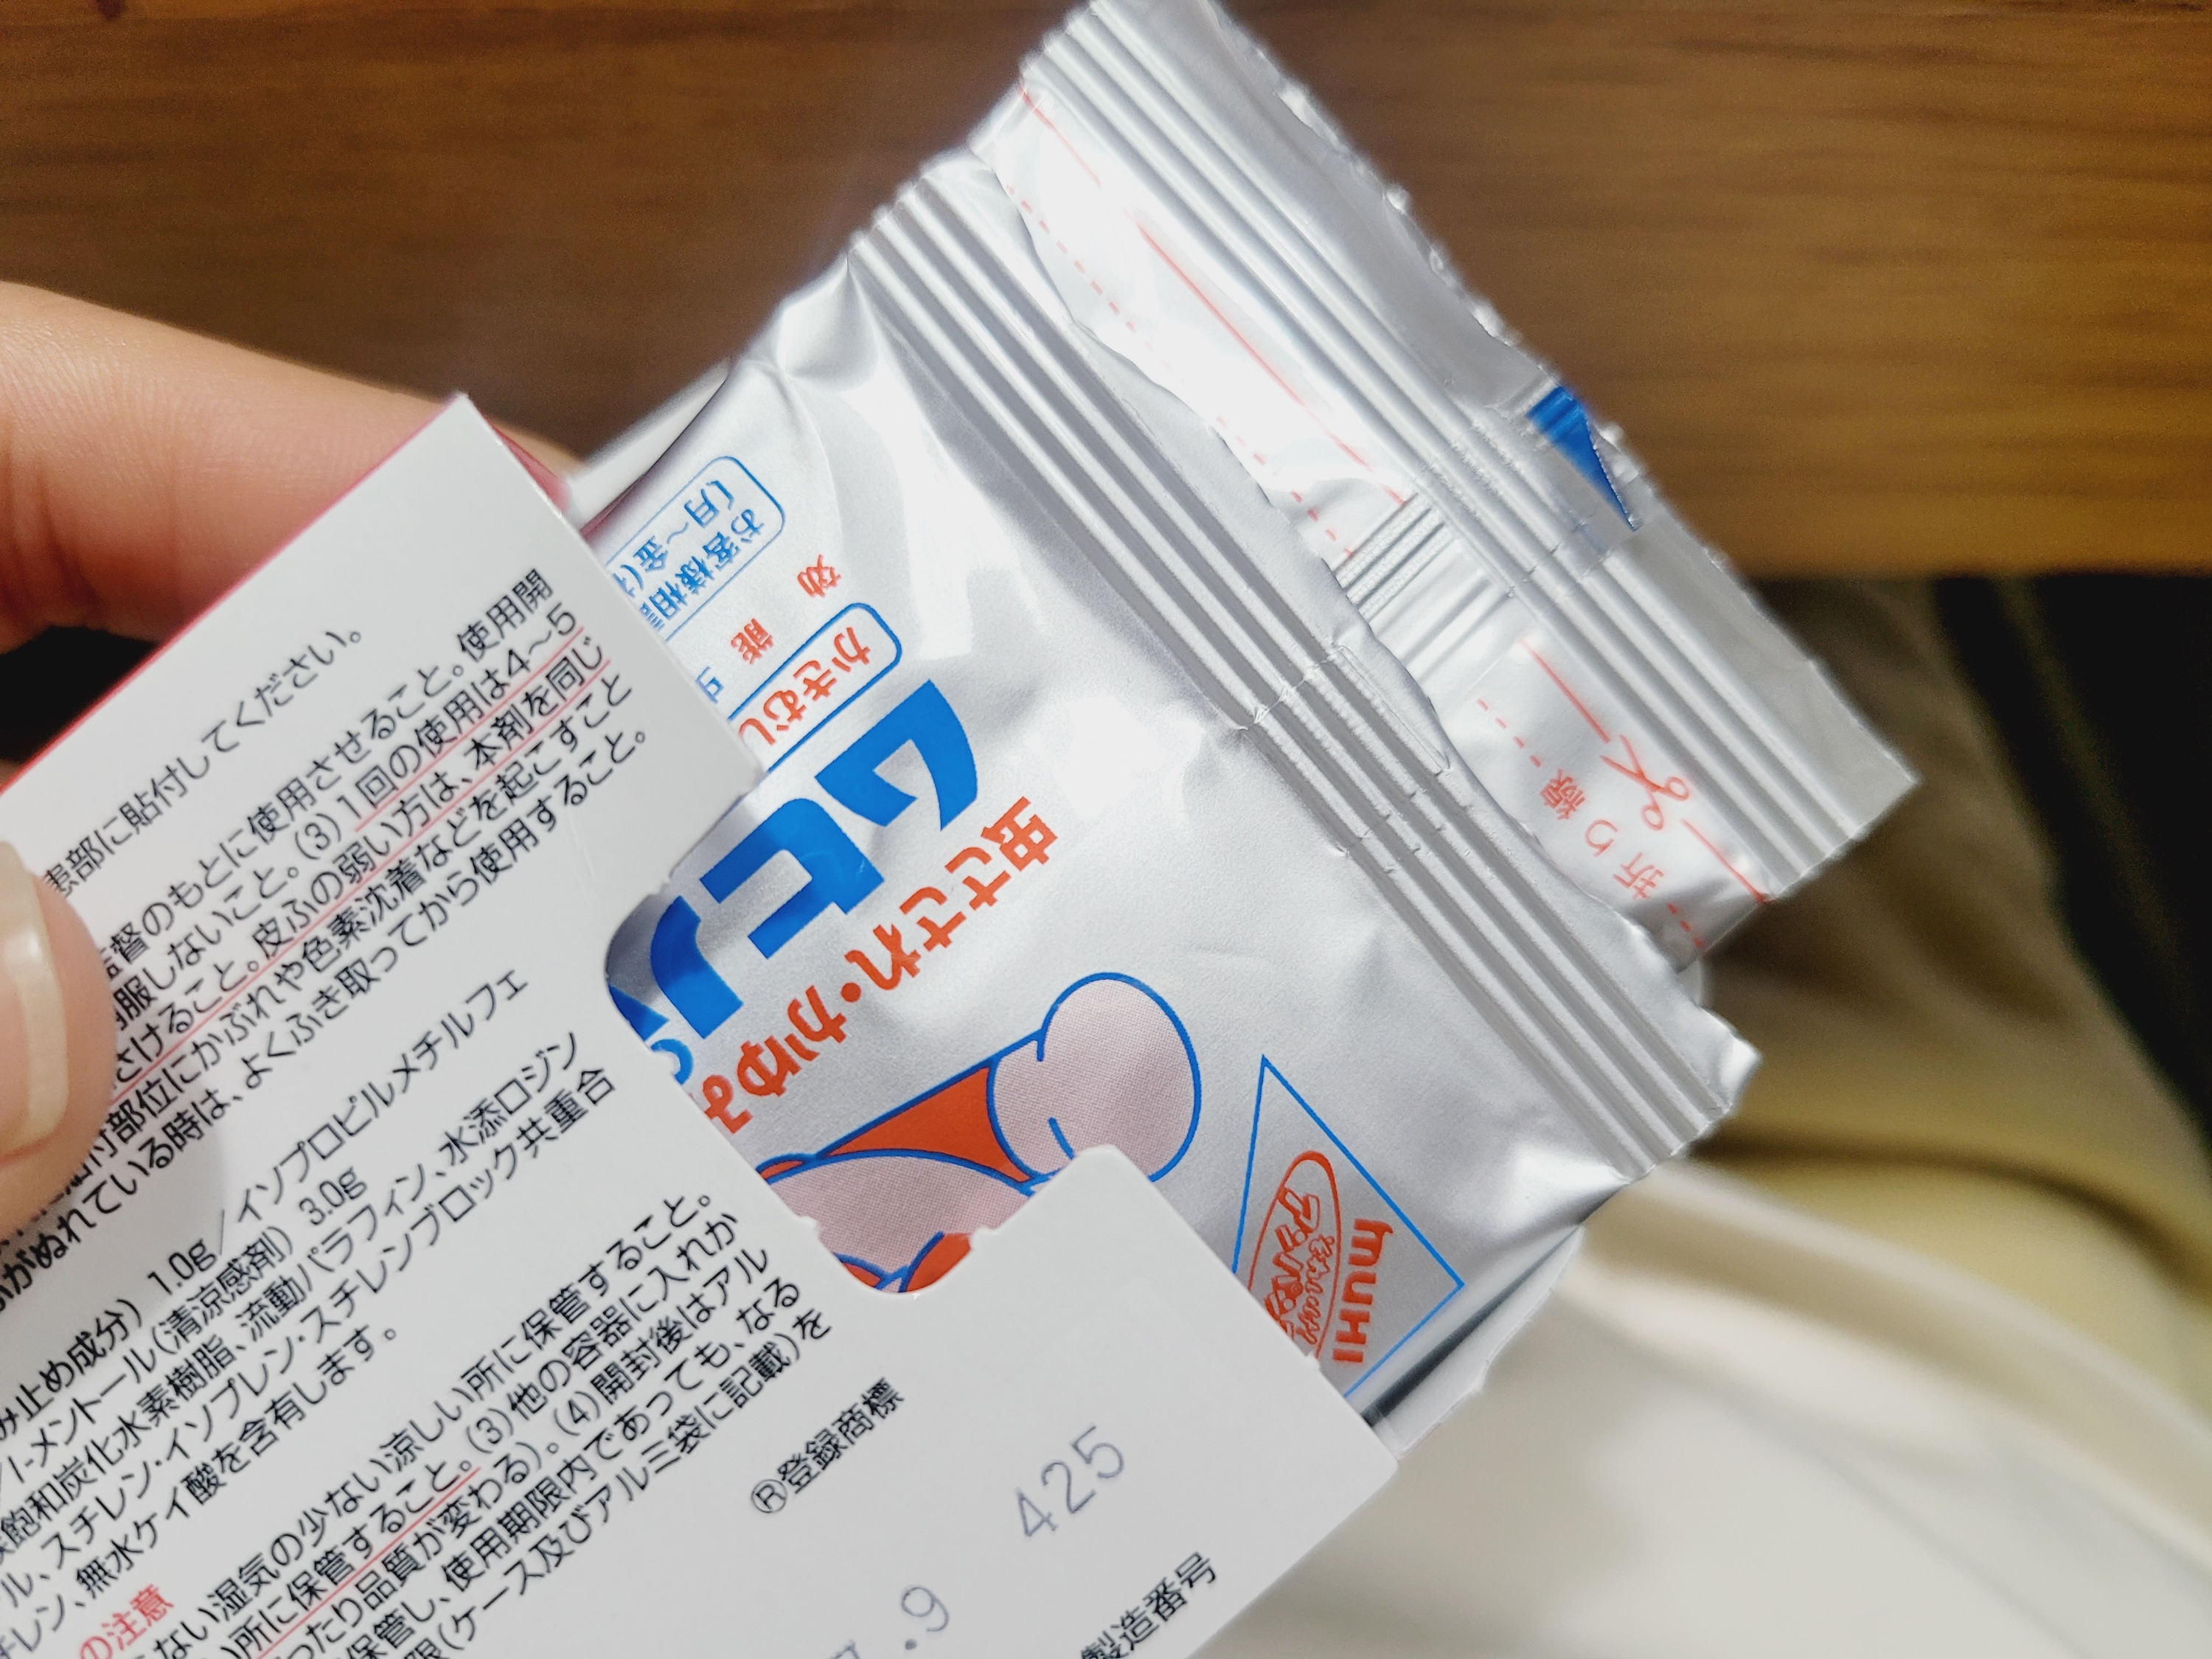 患部に貼付してください。
督のもとに使用させること。使用開
服しないこと。(3)1回の使用は4～5
さけること。皮ふの弱い方は、本剤を同じ
付部位にかぶれや色素沈着などを起こすこと
がぬれている時は、よくふき取ってから使用すること。
み止め成分) 1.0g／イソプロピルメチルフェ
l-メントール(清涼感剤) 3.0g
飽和炭化水素樹脂、流動パラフィン、水添ロジン
ル、スチレン・イソプレン・スチレンブロック共重合
チレン、無水ケイ酸を含有します。
の注意
ない湿気の少ない涼しい所に保管すること。
所に保管すること。(3)他の容器に入れか
ったり品質が変わる)。(4)開封後はアル
保管し、使用期限内であっても、なる
限(ケース及びアルミ袋に記載)を
®登録商標
425
.9
製造番号
お客様相
(月～金(
効能
かきむし
ムヒパ
虫さされ・かゆみ
MUHI
それいけ!
アンパン
折り線